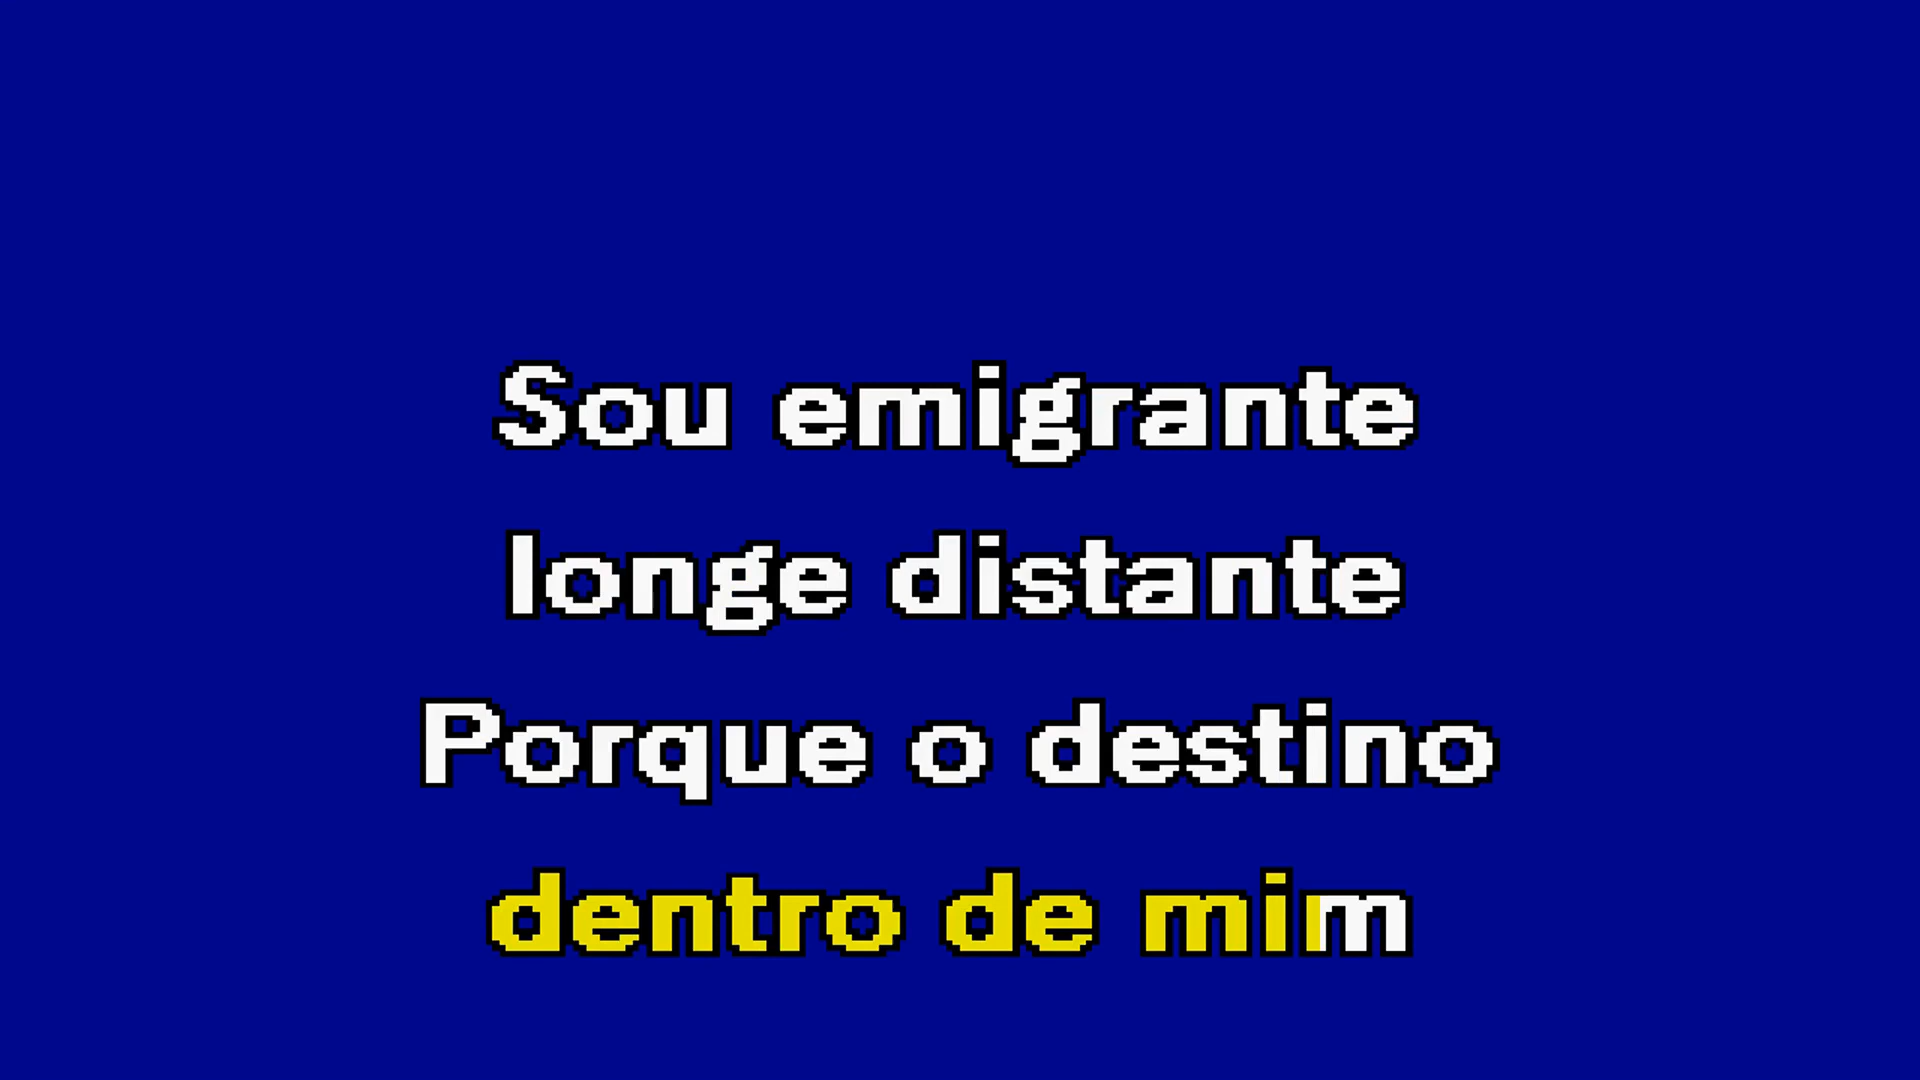 Sou emigrante
longe distante
Porque o destino
dentro de mim